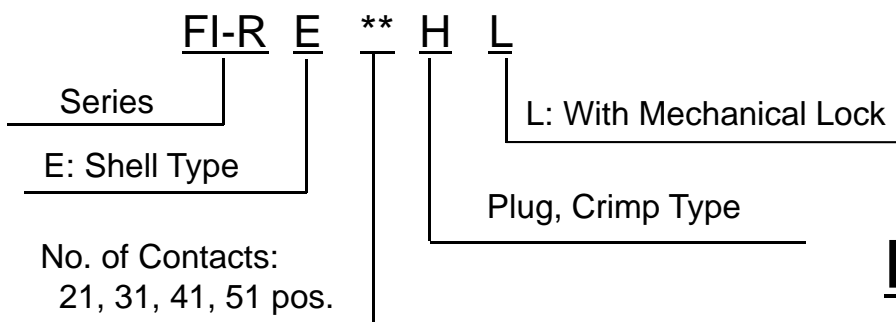 FI-R E ** H L
Series
L: With Mechanical Lock
E: Shell Type
Plug, Crimp Type
No. of Contacts:
21, 31, 41, 51 pos.